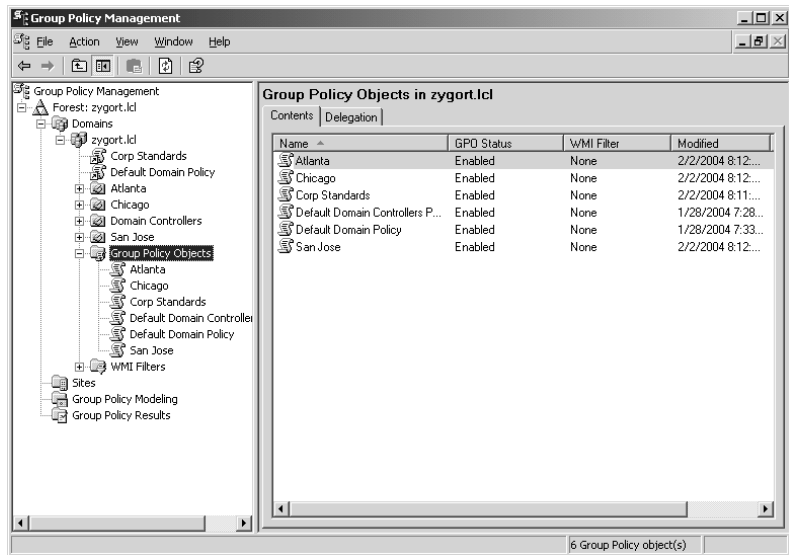 Group Policy Management
File Action View Window Help
Group Policy Management
Forest: zygort.lcl
Domains
zygort.lcl
Corp Standards
Default Domain Policy
Atlanta
Chicago
Domain Controllers
San Jose
Group Policy Objects
Atlanta
Chicago
Corp Standards
Default Domain Controller
Default Domain Policy
San Jose
WMI Filters
Sites
Group Policy Modeling
Group Policy Results
Group Policy Objects in zygort.lcl
Contents Delegation
Name GPO Status WMI Filter Modified
Atlanta Enabled None 2/2/2004 8:12:...
Chicago Enabled None 2/2/2004 8:12:...
Corp Standards Enabled None 2/2/2004 8:11:...
Default Domain Controllers P... Enabled None 1/28/2004 7:28...
Default Domain Policy Enabled None 1/28/2004 7:33...
San Jose Enabled None 2/2/2004 8:12:...
6 Group Policy object(s)